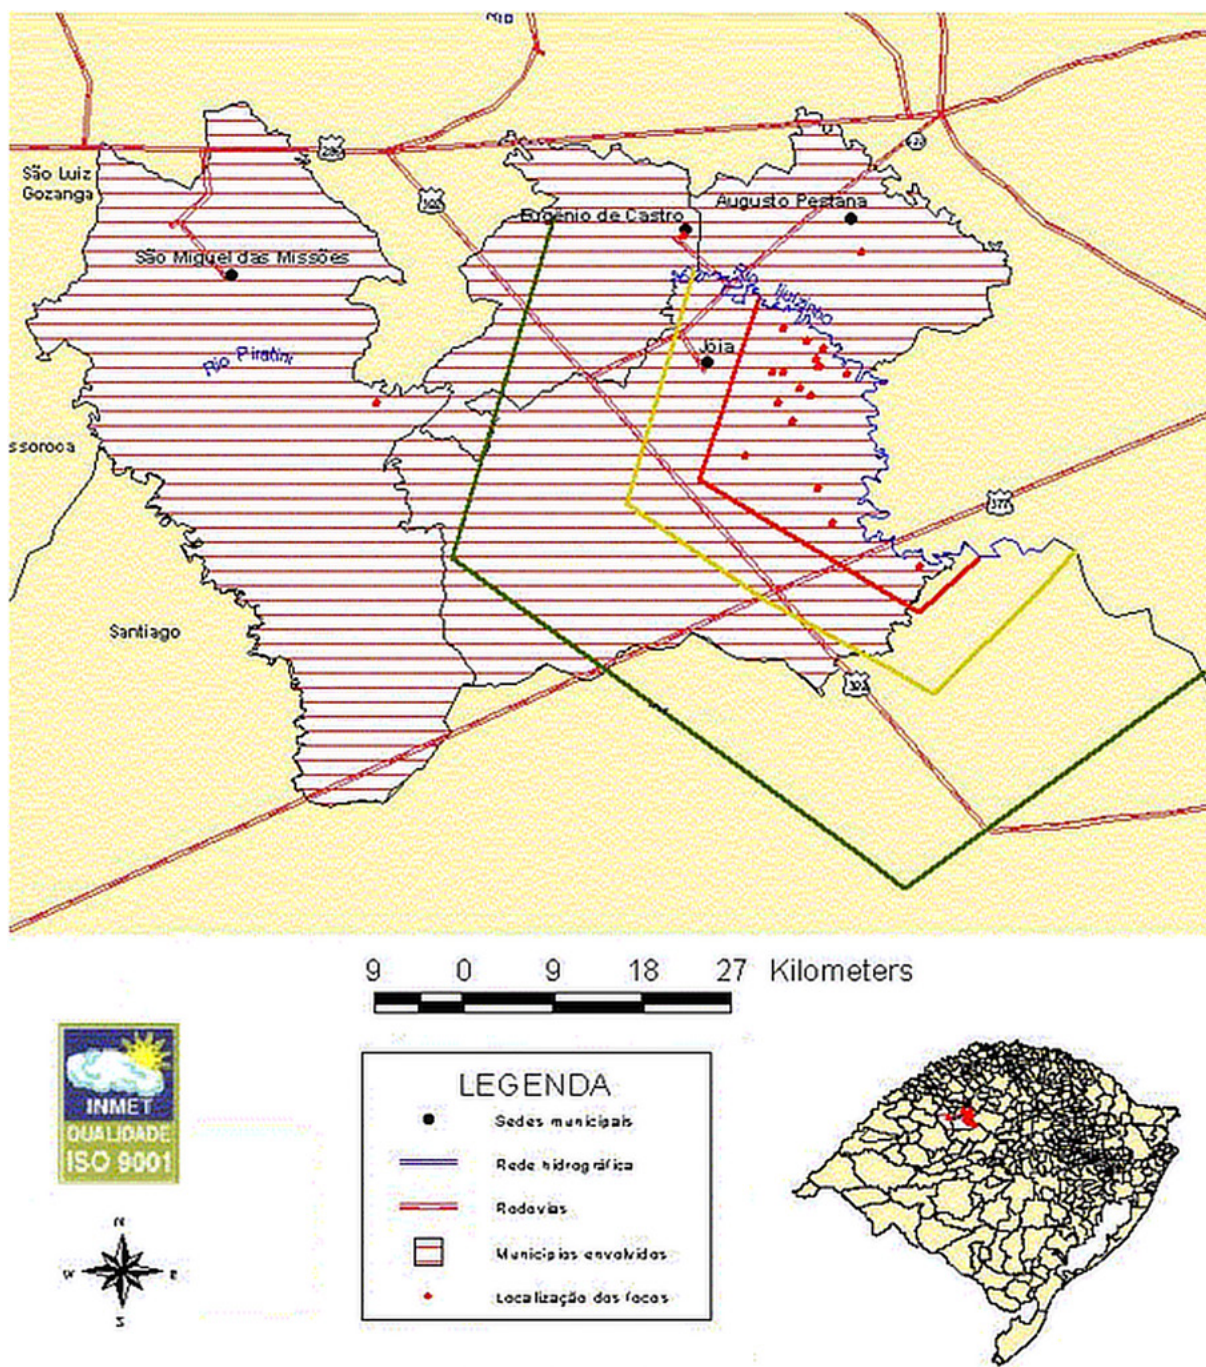 Rio
São Luiz
Gozanga
285
Augusto Pestana
Eugênio de Castro
São Miguel das Missões
Rio Ijuizinho
Jóia
Rio Piratini
ssoroca
377
Santiago
9 0 9 18 27 Kilometers
INMET
QUALIDADE
ISO 9001
LEGENDA
Sedes municipais
Rede hidrográfica
Rodovias
Municípios envolvidos
Localização dos focos
N
W E
S